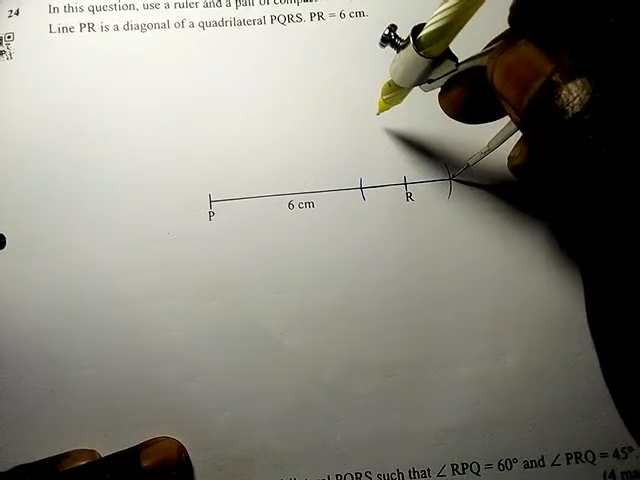 24
In this question, use a ruler and a pair of
Line PR is a diagonal of a quadrilateral PQRS. PR = 6 cm.
P
6 cm
R
PQRS such that ∠ RPQ = 60° and ∠ PRQ = 45°.
(4